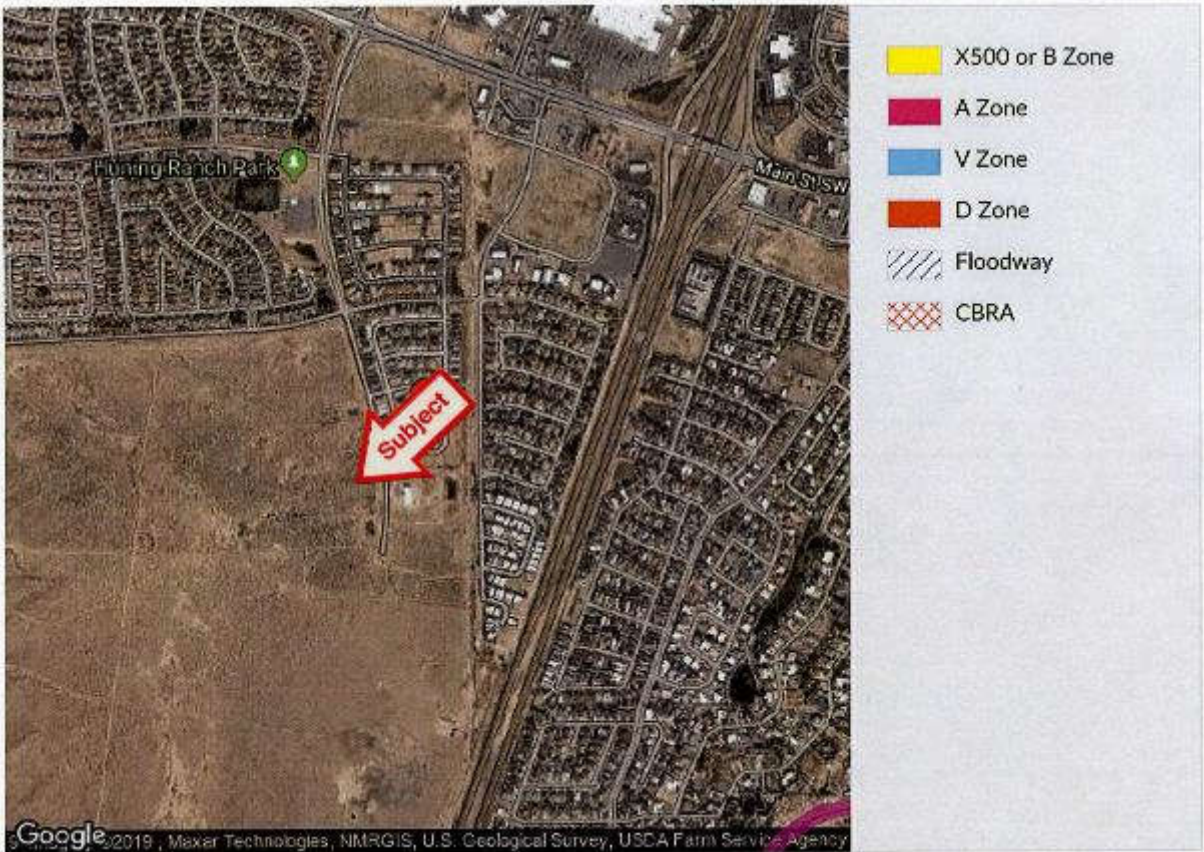 Huning Ranch Park
Main St SW
Subject
Google
©2019 , Maxar Technologies, NMRGIS, U.S. Geological Survey, USDA Farm Service Agency
X500 or B Zone
A Zone
V Zone
D Zone
Floodway
CBRA